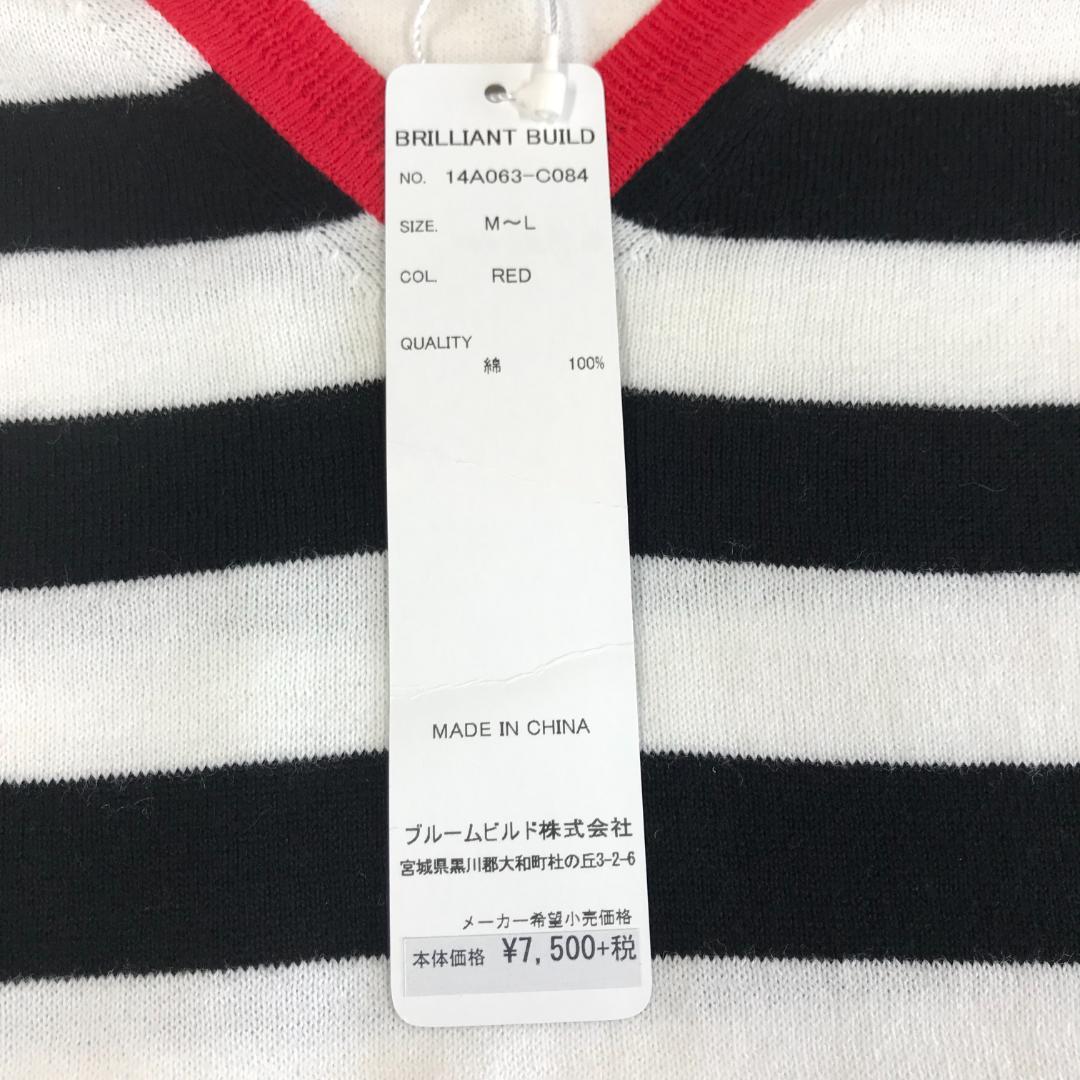 BRILLIANT BUILD
NO. 14A063-C084
SIZE. M〜L
COL. RED
QUALITY
綿 100%
MADE IN CHINA
ブルームビルド株式会社
宮城県黒川郡大和町杜の丘3-2-6
メーカー希望小売価格
本体価格 ¥7,500+税